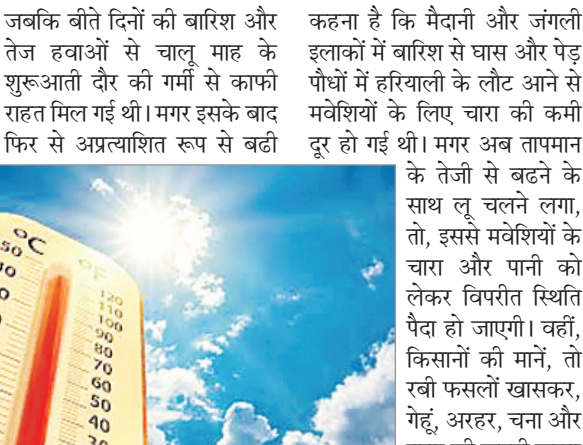 जबकि बीते दिनों की बारिश और
तेज हवाओं से चालू माह के
शुरूआती दौर की गर्मी से काफी
राहत मिल गई थी। मगर इसके बाद
फिर से अप्रत्याशित रूप से बढी
कहना है कि मैदानी और जंगली
इलाकों में बारिश से घास और पेड़
पौधों में हरियाली के लौट आने से
मवेशियों के लिए चारा की कमी
दूर हो गई थी। मगर अब तापमान
के तेजी से बढने के
साथ लू चलने लगा,
तो, इससे मवेशियों के
चारा और पानी को
लेकर विपरीत स्थिति
पैदा हो जाएगी। वहीं,
किसानों की मानें, तो
रबी फसलों खासकर,
गेहूं, अरहर, चना और
°C
50
°F
120
110
100
90
80
70
60
50
40